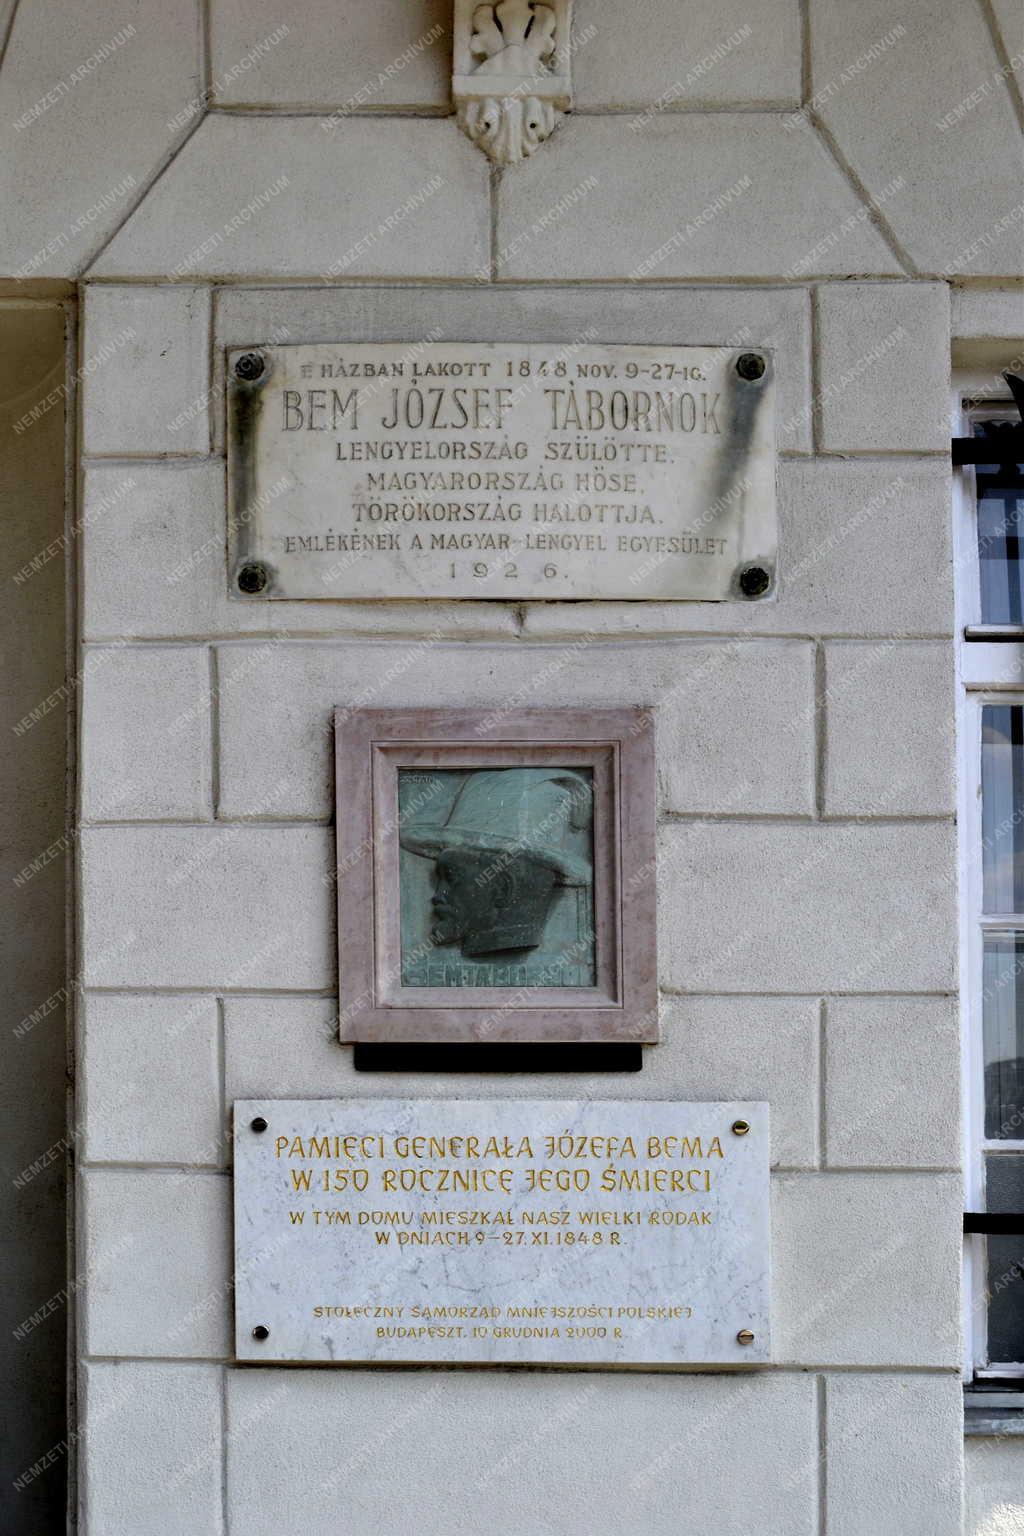 E HÁZBAN LAKOTT 1848 NOV. 9-27-IG.
BEM JÓZSEF TÁBORNOK
LENGYELORSZÁG SZÜLÖTTE.
MAGYARORSZÁG HŐSE.
TÖRÖKORSZÁG HALOTTJA.
EMLÉKÉNEK A MAGYAR-LENGYEL EGYESÜLET
1926.
PAMIĘCI GENERAŁA JÓZEFA BEMA
W 150 ROCZNICĘ JEGO ŚMIERCI
W TYM DOMU MIESZKAŁ NASZ WIELKI RODAK
W DNIACH 9-27.XI.1848 R.
STOŁECZNY SAMORZĄD MNIEJSZOŚCI POLSKIEJ
BUDAPESZT. 10 GRUDNIA 2000 R.
NEMZETI ARCHÍVUM